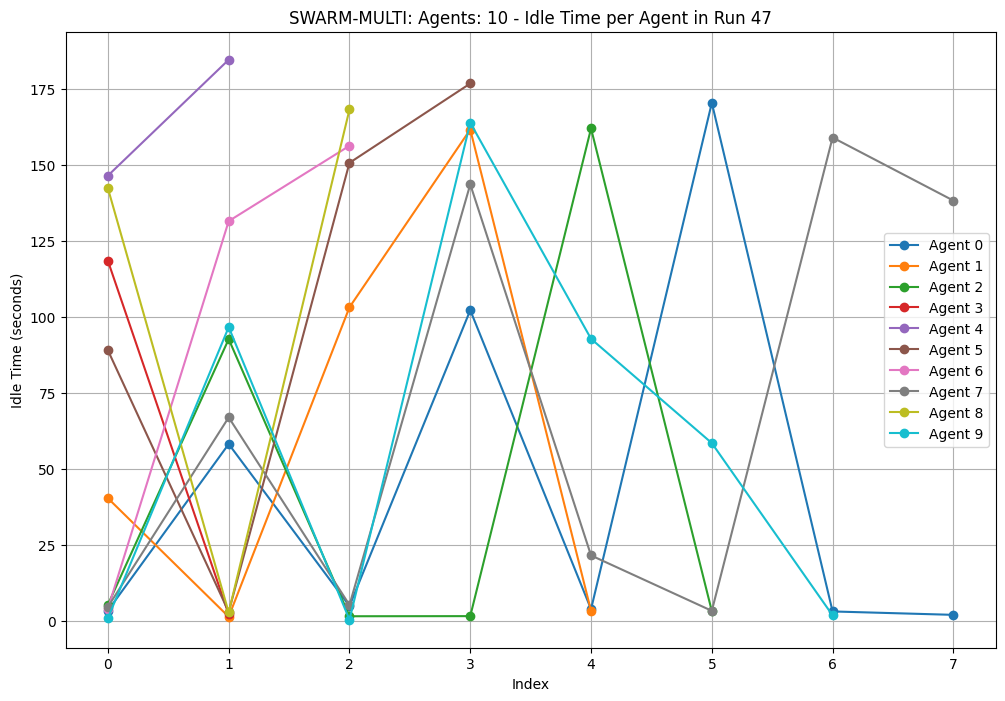 SWARM-MULTI: Agents: 10 - Idle Time per Agent in Run 47
Idle Time (seconds)
175
150
125
100
75
50
25
0
0 1 2 3 4 5 6 7
Index
Agent 0
Agent 1
Agent 2
Agent 3
Agent 4
Agent 5
Agent 6
Agent 7
Agent 8
Agent 9